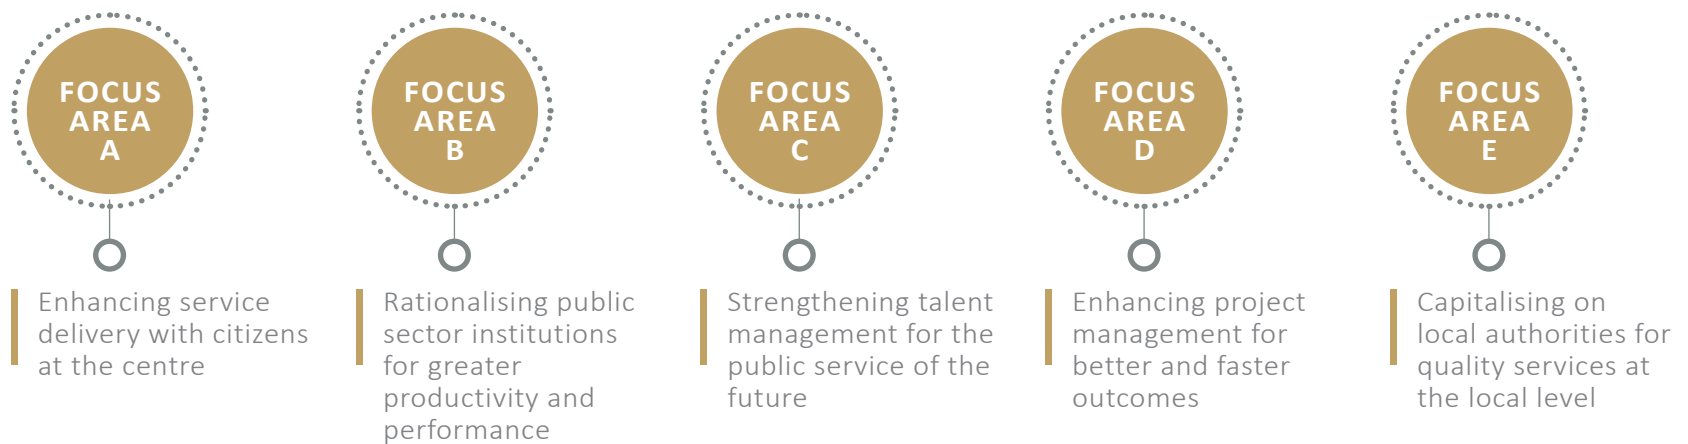 FOCUS
AREA
A
FOCUS
AREA
B
FOCUS
AREA
C
FOCUS
AREA
D
FOCUS
AREA
E
Enhancing service
delivery with citizens
at the centre
Rationalising public
sector institutions
for greater
productivity and
performance
Strengthening talent
management for the
public service of the
future
Enhancing project
management for
better and faster
outcomes
Capitalising on
local authorities for
quality services at
the local level